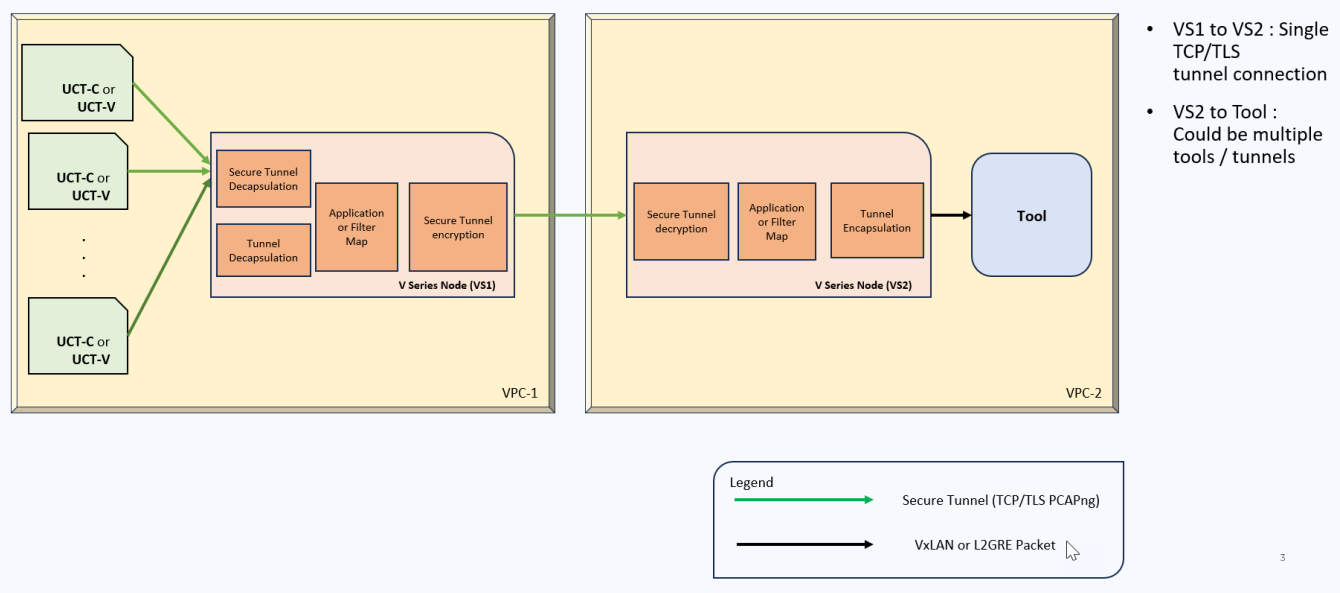 UCT-C or
UCT-V
UCT-C or
UCT-V
.
.
.
UCT-C or
UCT-V
Secure Tunnel
Decapsulation
Tunnel
Decapsulation
Application
or Filter
Map
Secure Tunnel
encryption
V Series Node (VS1)
VPC-1
Secure Tunnel
decryption
Application
or Filter
Map
Tunnel
Encapsulation
V Series Node (VS2)
Tool
VPC-2
• VS1 to VS2 : Single
TCP/TLS
tunnel connection
• VS2 to Tool :
Could be multiple
tools / tunnels
Legend
Secure Tunnel (TCP/TLS PCAPng)
VxLAN or L2GRE Packet
3